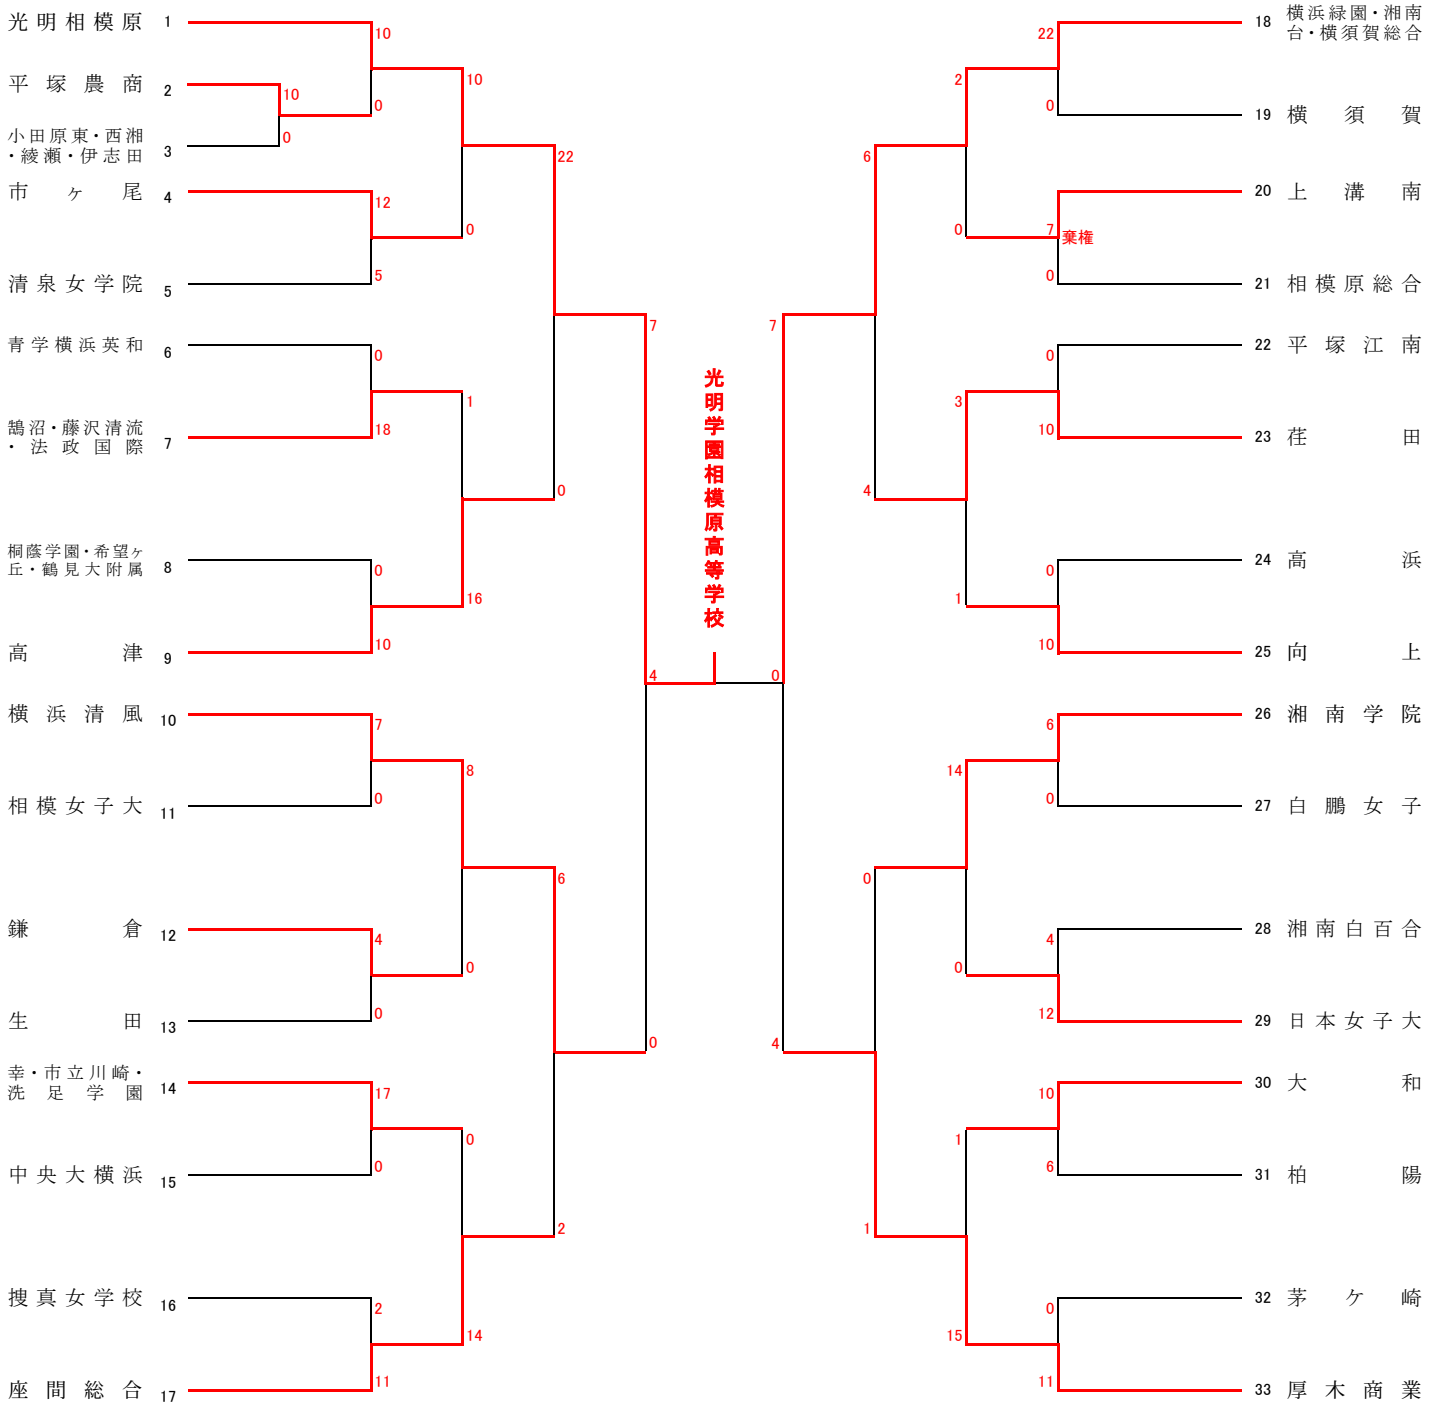 光明相模原 1
10
平塚農商 2
10
0
小田原東・西湘
・綾瀬・伊志田 3
0
10
市ヶ尾 4
12
0
清泉女学院 5
5
22
青学横浜英和 6
0
1
鵠沼・藤沢清流
・法政国際 7
18
0
桐蔭学園・希望ヶ
丘・鶴見大附属 8
0
16
高津 9
10
7
4
横浜清風 10
7
8
相模女子大 11
0
6
鎌倉 12
4
0
生田 13
0
0
幸・市立川崎・
洗足学園 14
17
0
中央大横浜 15
0
2
捜真女学校 16
2
14
座間総合 17
11
光明学園相模原高等学校
18 横浜緑園・湘南
台・横須賀総合
22
2
19 横須賀
0
6
20 上溝南
7 棄権
0
21 相模原総合
0
7
22 平塚江南
0
3
23 荏田
10
4
24 高浜
0
1
25 向上
10
0
26 湘南学院
6
14
27 白鵬女子
0
0
28 湘南白百合
4
0
29 日本女子大
12
4
30 大和
10
1
31 柏陽
6
1
32 茅ケ崎
0
15
33 厚木商業
11